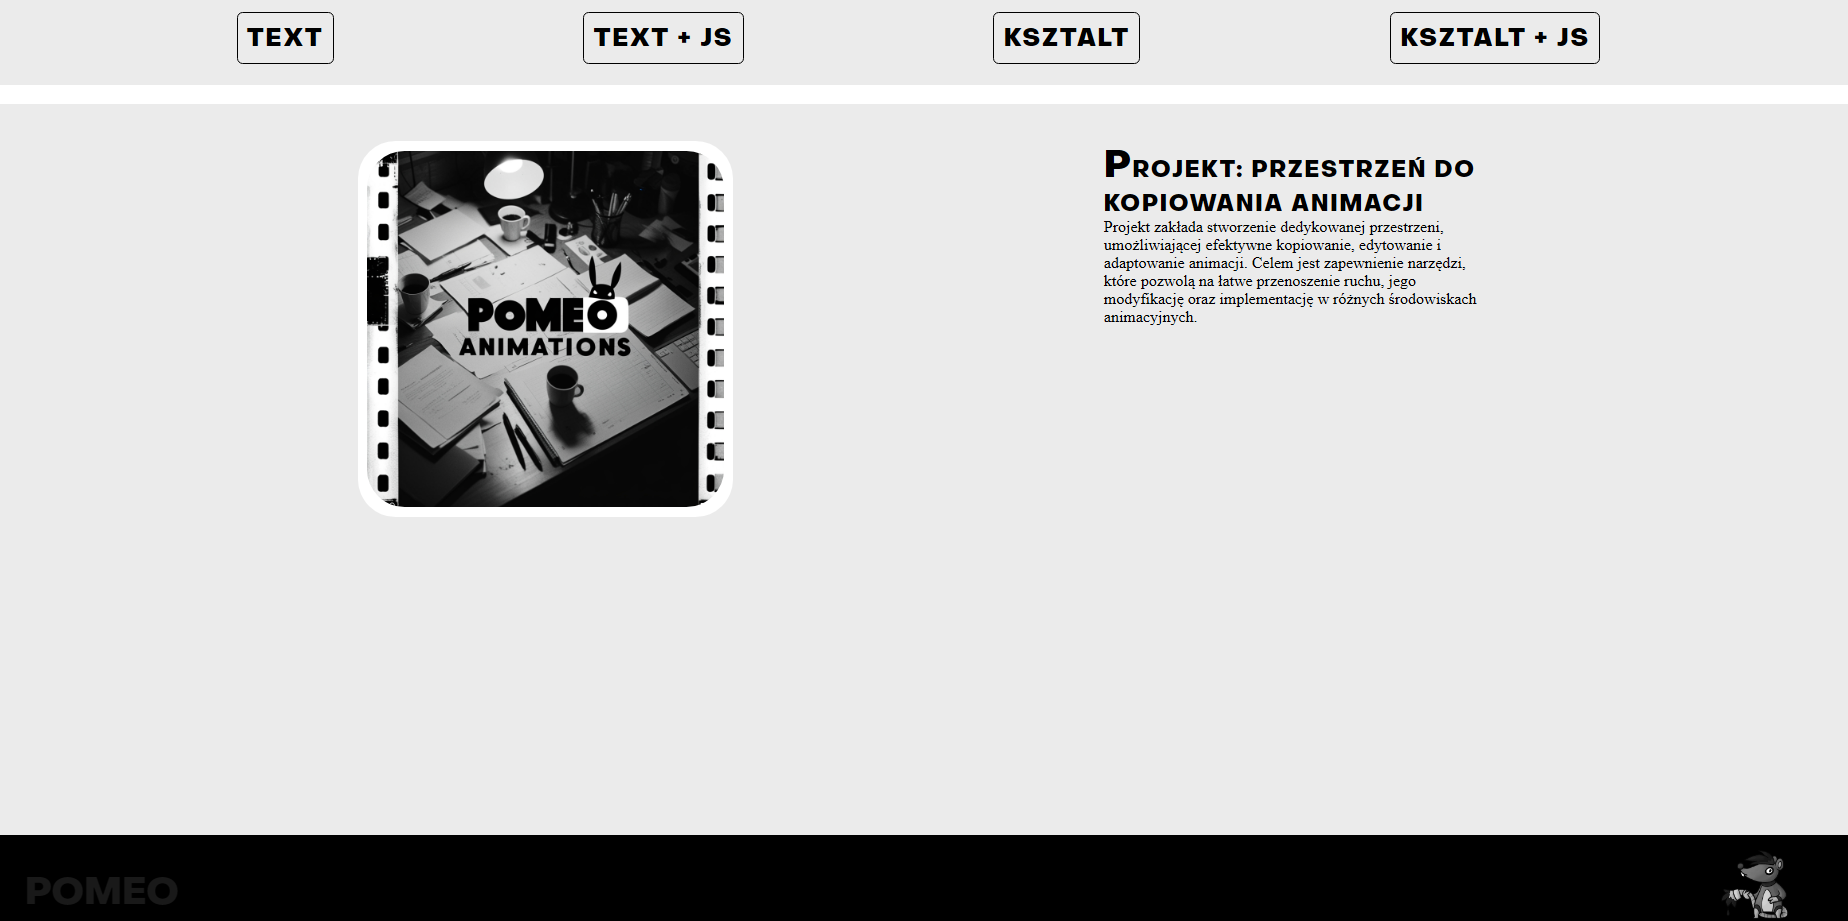 TEXT
TEXT + JS
KSZTALT
KSZTALT + JS
POMEO
ANIMATIONS
PROJEKT: PRZESTRZEŃ DO
KOPIOWANIA ANIMACJI
Projekt zakłada stworzenie dedykowanej przestrzeni,
umożliwiającej efektywne kopiowanie, edytowanie i
adaptowanie animacji. Celem jest zapewnienie narzędzi,
które pozwolą na łatwe przenoszenie ruchu, jego
modyfikację oraz implementację w różnych środowiskach
animacyjnych.
POMEO